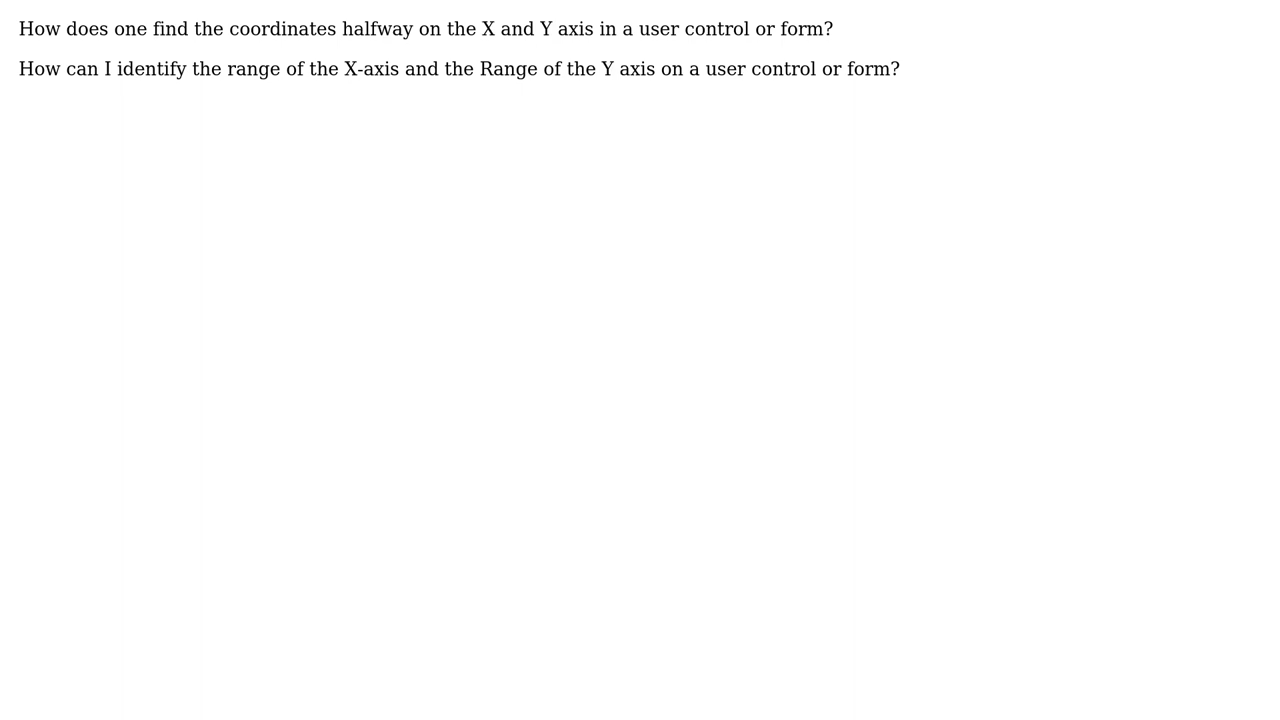 How does one find the coordinates halfway on the X and Y axis in a user control or form?
How can I identify the range of the X-axis and the Range of the Y axis on a user control or form?